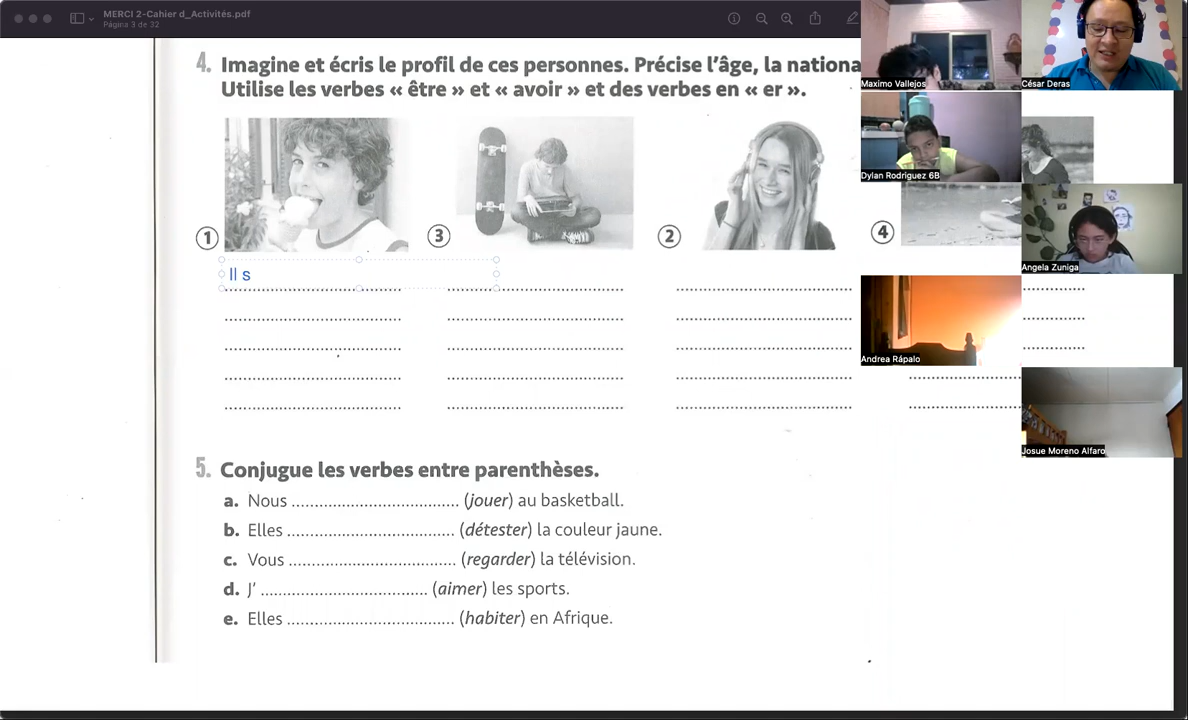 MERCI 2-Cahier d_Activités.pdf
Página 3 de 32
4. Imagine et écris le profil de ces personnes. Précise l'âge, la nationa
Utilise les verbes « être » et « avoir » et des verbes en « er ».
1
3
2
4
Il s
5. Conjugue les verbes entre parenthèses.
a. Nous ................................... (jouer) au basketball.
b. Elles ................................... (détester) la couleur jaune.
c. Vous ................................... (regarder) la télévision.
d. J' ................................... (aimer) les sports.
e. Elles ................................... (habiter) en Afrique.
Maximo Vallejos
César Deras
Dylan Rodriguez 6B
Angela Zuniga
Andrea Rápalo
Josue Moreno Alfaro